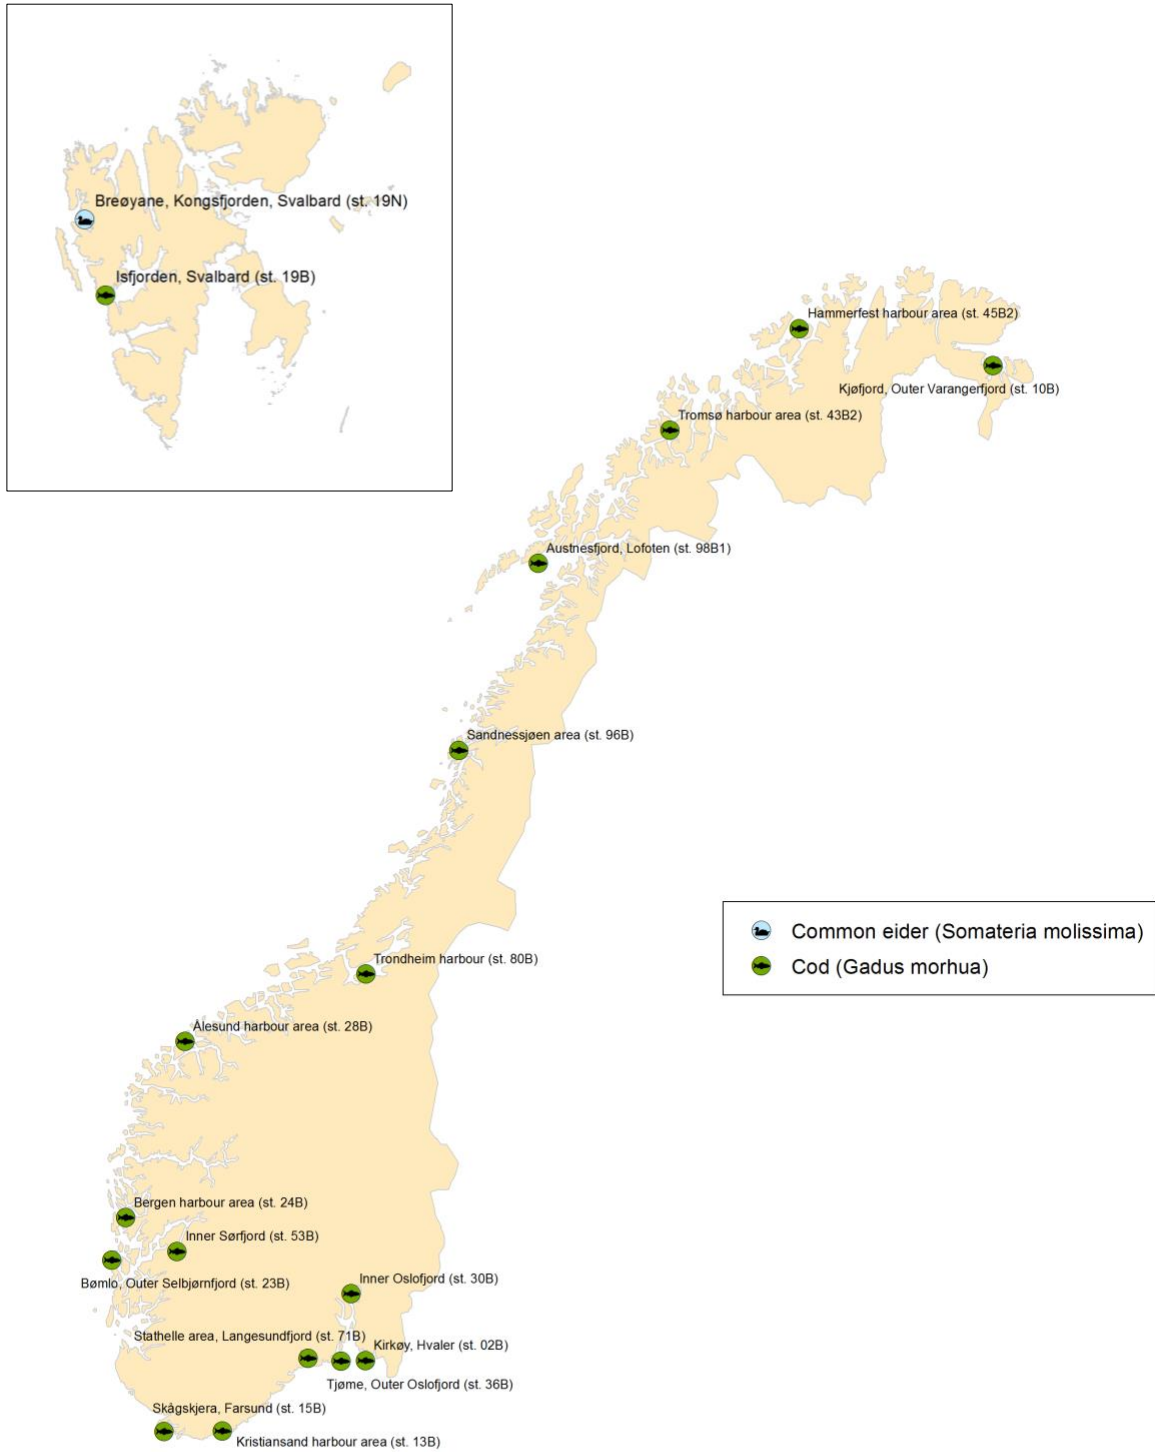 Breøyane, Kongsfjorden, Svalbard (st. 19N)
Isfjorden, Svalbard (st. 19B)
Hammerfest harbour area (st. 45B2)
Kjøfjord, Outer Varangerfjord (st. 10B)
Tromsø harbour area (st. 43B2)
Austnesfjord, Lofoten (st. 98B1)
Sandnessjøen area (st. 96B)
Common eider (Somateria molissima)
Cod (Gadus morhua)
Trondheim harbour (st. 80B)
Ålesund harbour area (st. 28B)
Bergen harbour area (st. 24B)
Inner Sørfjord (st. 53B)
Bømlo, Outer Selbjørnfjord (st. 23B)
Inner Oslofjord (st. 30B)
Stathelle area, Langesundfjord (st. 71B)
Kirkøy, Hvaler (st. 02B)
Tjøme, Outer Oslofjord (st. 36B)
Skågskjera, Farsund (st. 15B)
Kristiansand harbour area (st. 13B)